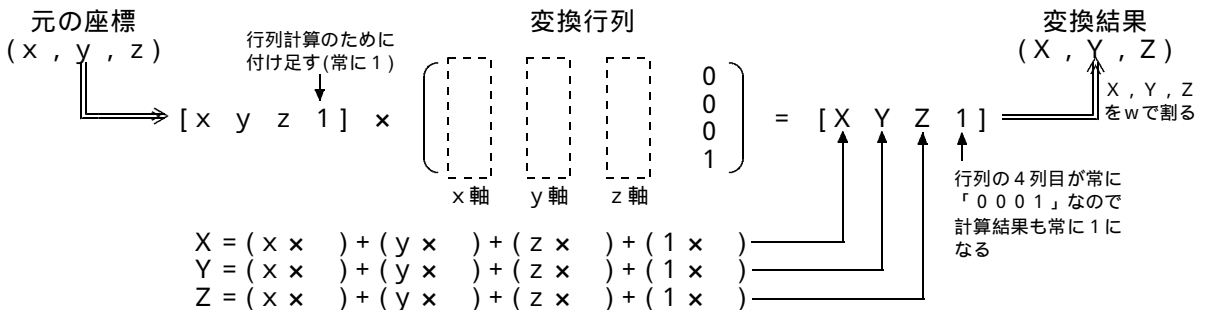 元の座標
(x,y,z)
行列計算のために
付け足す(常に1)
変換行列
変換結果
(X,Y,Z)
X,Y,Z
をwで割る
[x y z 1] × 0 0 0 1 = [X Y Z 1]
x軸 y軸 z軸
行列の4列目が常に
「0001」なので
計算結果も常に1に
なる
X=(x× )+(y× )+(z× )+(1× )
Y=(x× )+(y× )+(z× )+(1× )
Z=(x× )+(y× )+(z× )+(1× )